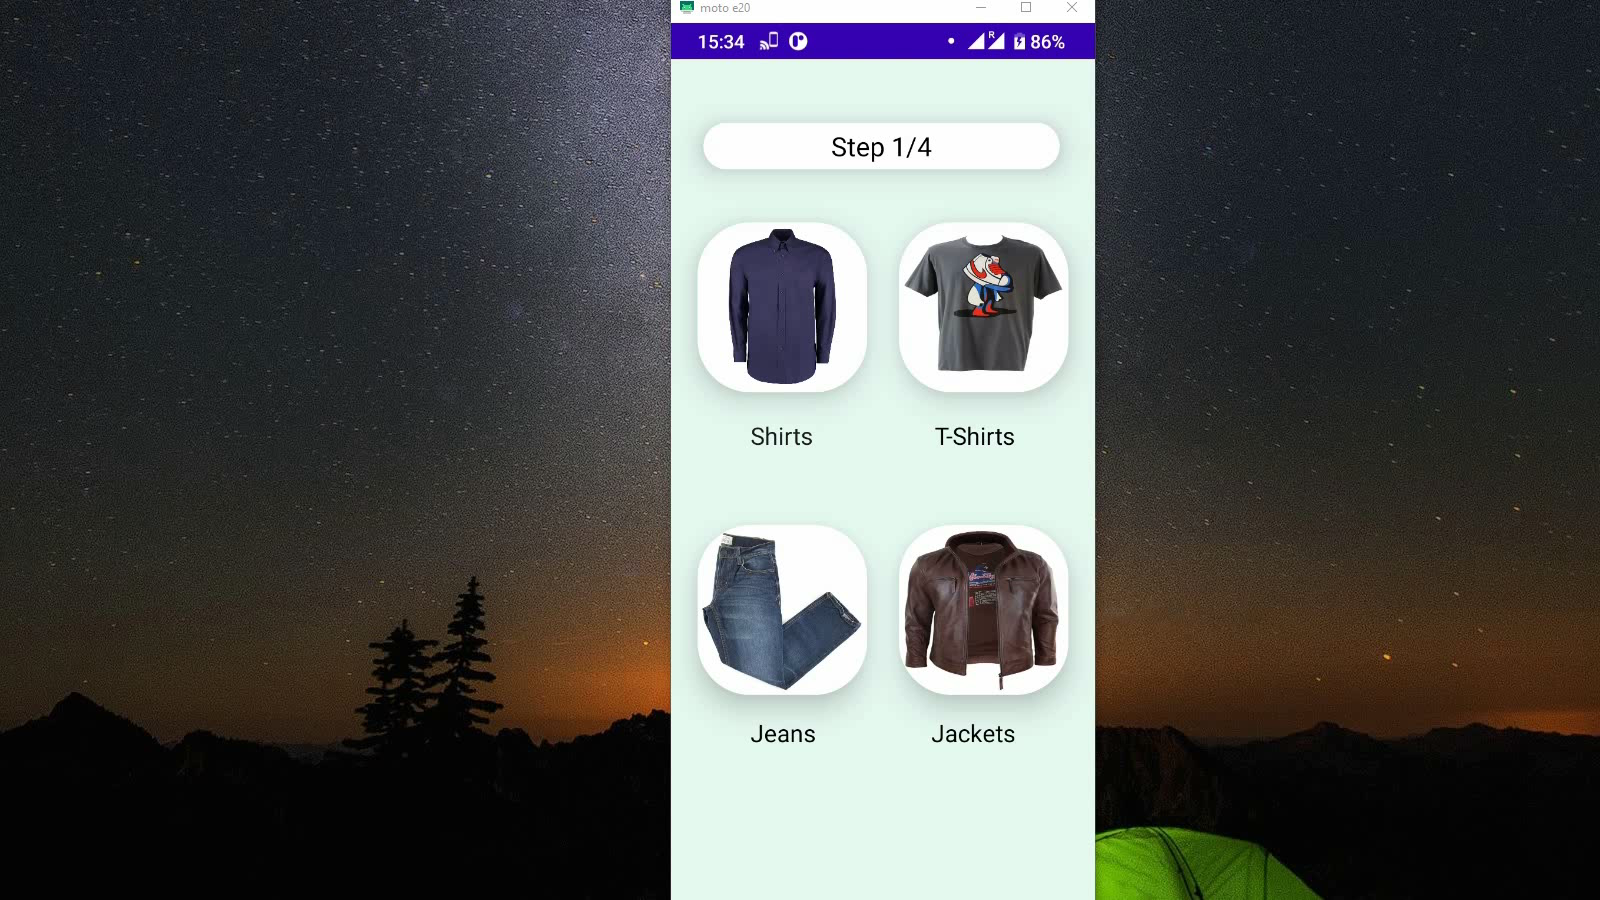 moto e20
15:34
R
86%
Step 1/4
Shirts
T-Shirts
Jeans
Jackets